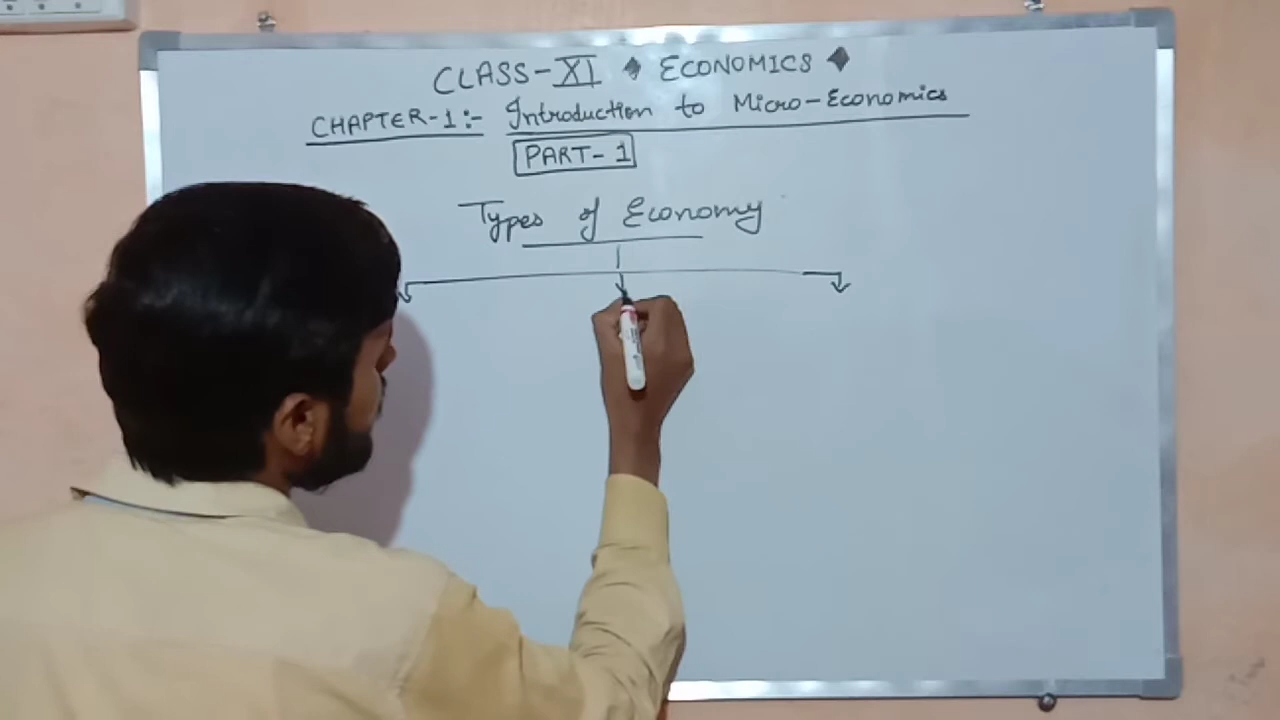 CLASS-XI ◆ ECONOMICS ◆
CHAPTER-1:- Introduction to Micro-Economics
PART-1
Types of Economy